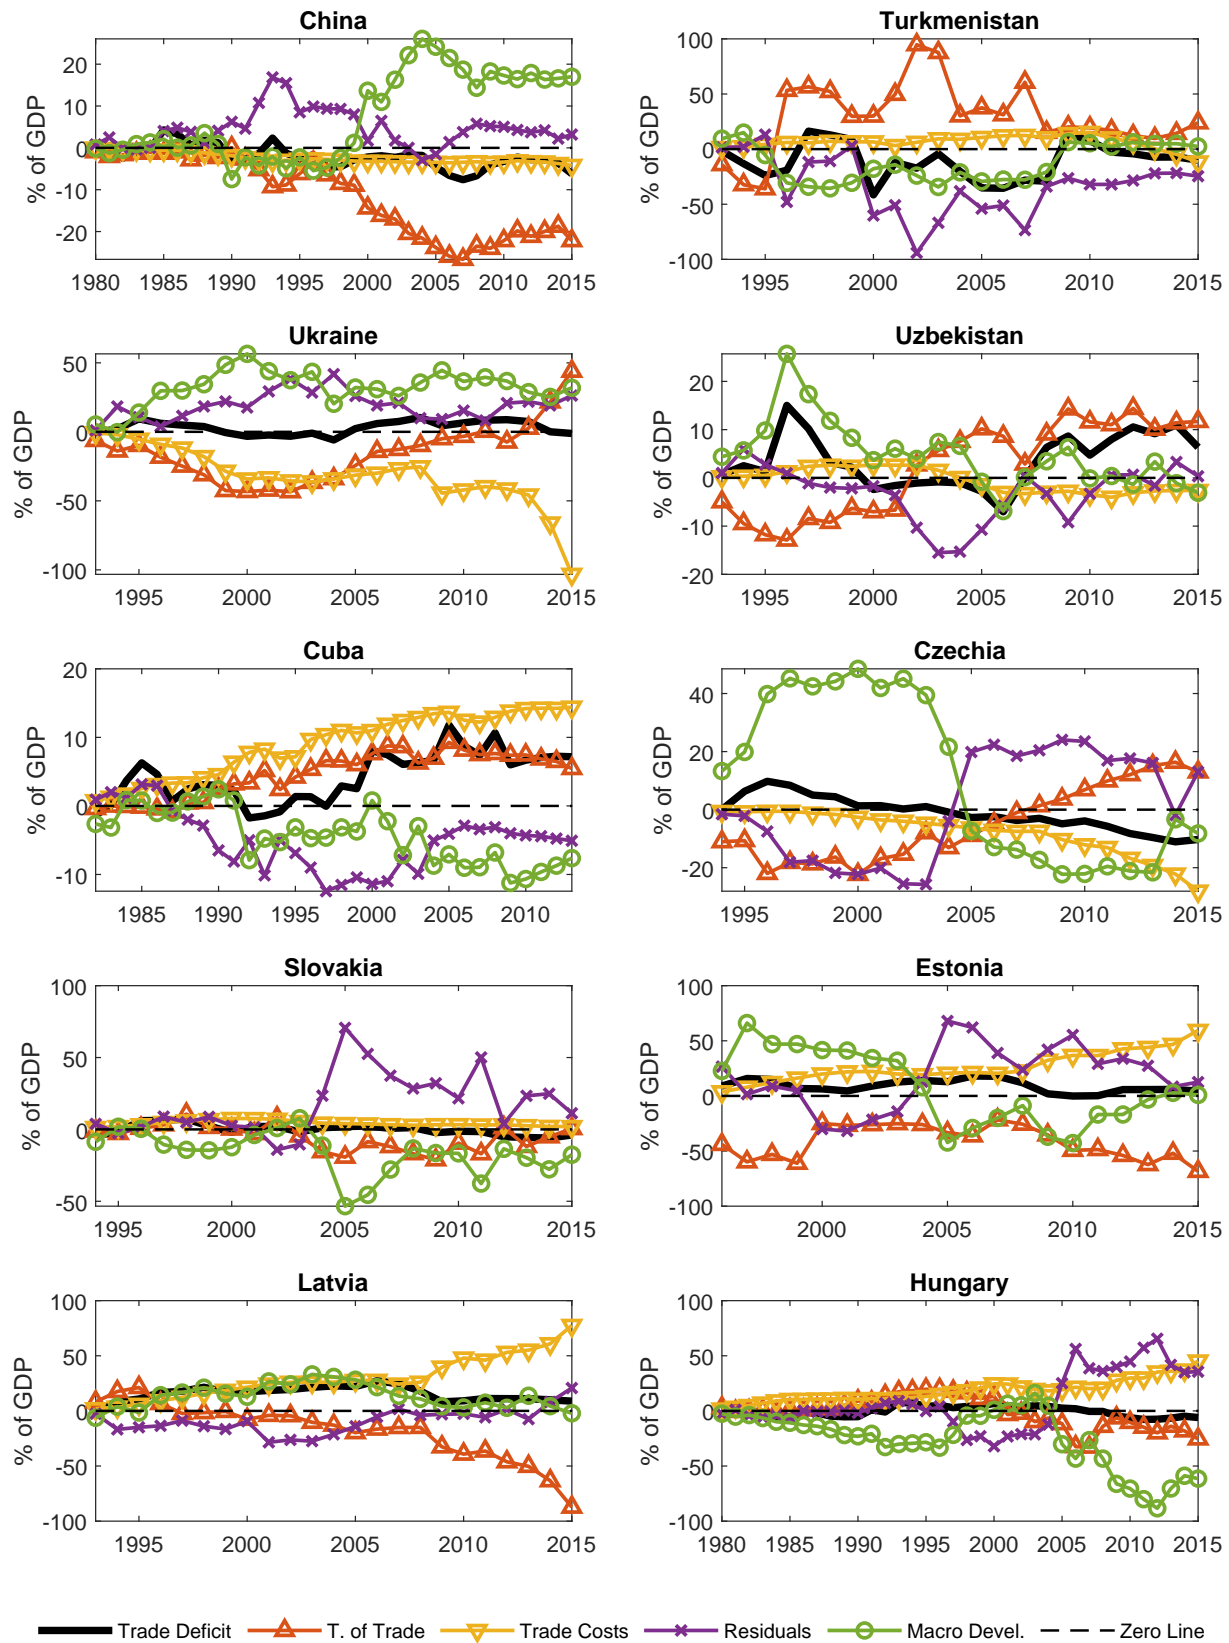 China
% of GDP
20
10
0
-10
-20
1980 1985 1990 1995 2000 2005 2010 2015
Turkmenistan
100
50
0
-50
-100
1995 2000 2005 2010 2015
Ukraine
% of GDP
50
0
-50
-100
1995 2000 2005 2010 2015
Uzbekistan
20
10
0
-10
-20
1995 2000 2005 2010 2015
Cuba
% of GDP
20
10
0
-10
1985 1990 1995 2000 2005 2010
Czechia
40
20
0
-20
1995 2000 2005 2010 2015
Slovakia
% of GDP
100
50
0
-50
1995 2000 2005 2010 2015
Estonia
100
50
0
-50
-100
2000 2005 2010 2015
Latvia
% of GDP
100
50
0
-50
-100
1995 2000 2005 2010 2015
Hungary
% of GDP
100
50
0
-50
-100
1980 1985 1990 1995 2000 2005 2010 2015
% of GDP
% of GDP
% of GDP
% of GDP
Trade Deficit T. of Trade Trade Costs Residuals Macro Devel. Zero Line